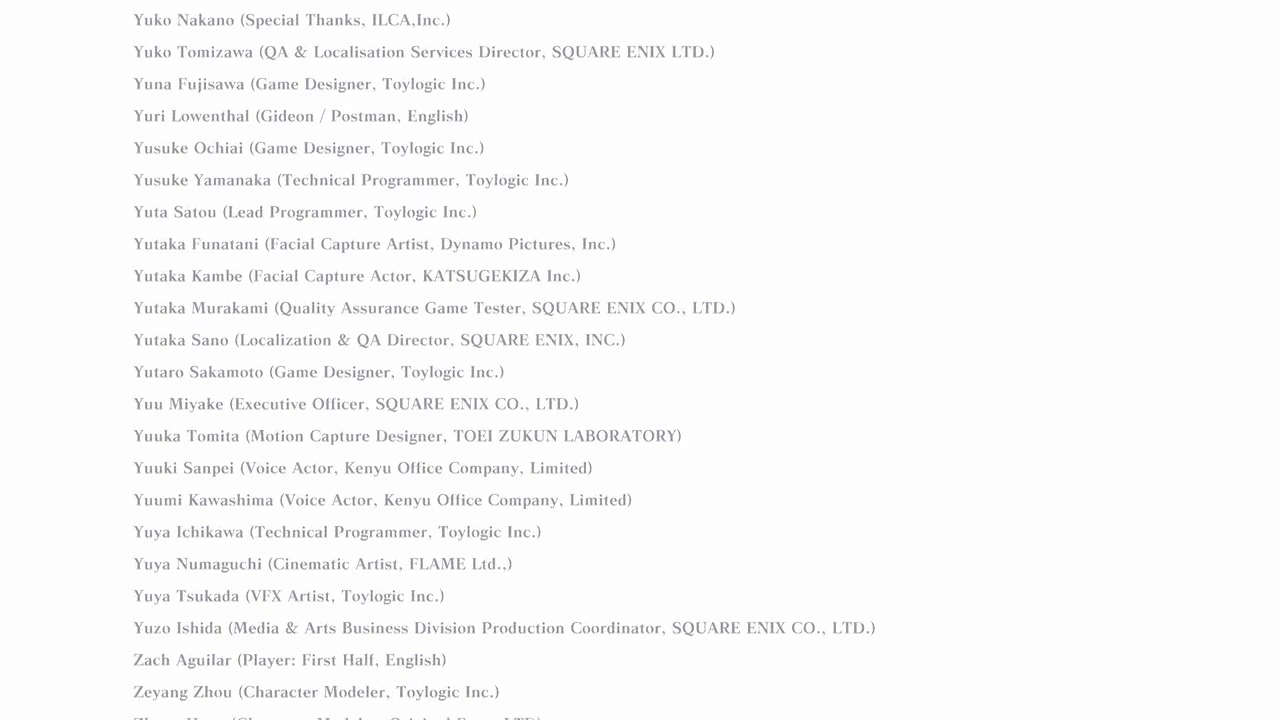 Yuko Nakano (Special Thanks, ILCA,Inc.)
Yuko Tomizawa (QA & Localisation Services Director, SQUARE ENIX LTD.)
Yuna Fujisawa (Game Designer, Toylogic Inc.)
Yuri Lowenthal (Gideon / Postman, English)
Yusuke Ochiai (Game Designer, Toylogic Inc.)
Yusuke Yamanaka (Technical Programmer, Toylogic Inc.)
Yuta Satou (Lead Programmer, Toylogic Inc.)
Yutaka Funatani (Facial Capture Artist, Dynamo Pictures, Inc.)
Yutaka Kambe (Facial Capture Actor, KATSUGEKIZA Inc.)
Yutaka Murakami (Quality Assurance Game Tester, SQUARE ENIX CO., LTD.)
Yutaka Sano (Localization & QA Director, SQUARE ENIX, INC.)
Yutaro Sakamoto (Game Designer, Toylogic Inc.)
Yuu Miyake (Executive Officer, SQUARE ENIX CO., LTD.)
Yuuka Tomita (Motion Capture Designer, TOEI ZUKUN LABORATORY)
Yuuki Sanpei (Voice Actor, Kenyu Office Company, Limited)
Yuumi Kawashima (Voice Actor, Kenyu Office Company, Limited)
Yuya Ichikawa (Technical Programmer, Toylogic Inc.)
Yuya Numaguchi (Cinematic Artist, FLAME Ltd.,)
Yuya Tsukada (VFX Artist, Toylogic Inc.)
Yuzo Ishida (Media & Arts Business Division Production Coordinator, SQUARE ENIX CO., LTD.)
Zach Aguilar (Player: First Half, English)
Zeyang Zhou (Character Modeler, Toylogic Inc.)